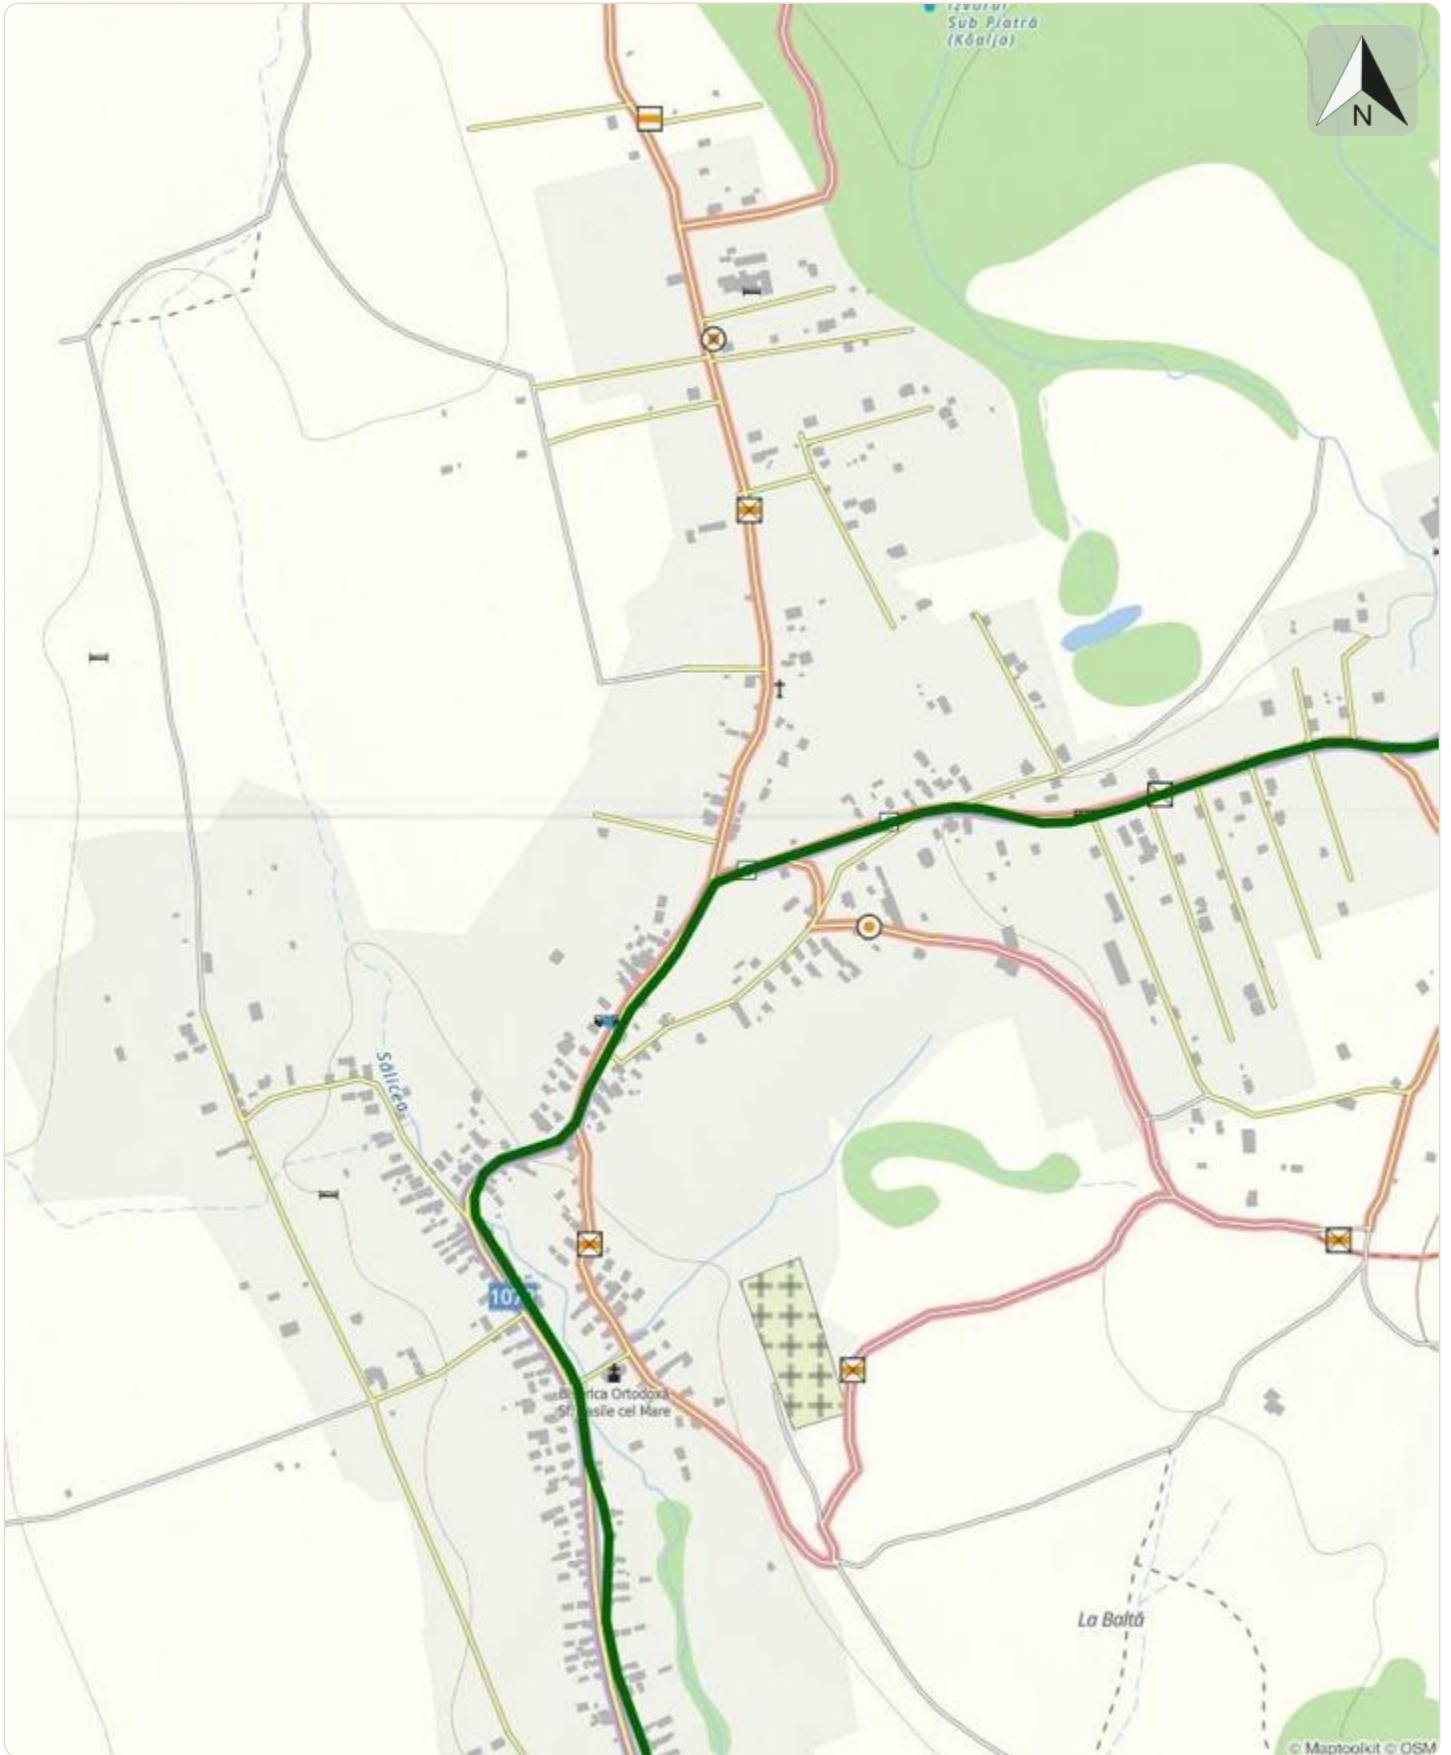 Izvorul
Sub Piatră
(Kőalja)
N
Sălicea
107
Biserica Ortodoxă
Sf. Vasile cel Mare
La Baltă
© Maptoolkit © OSM